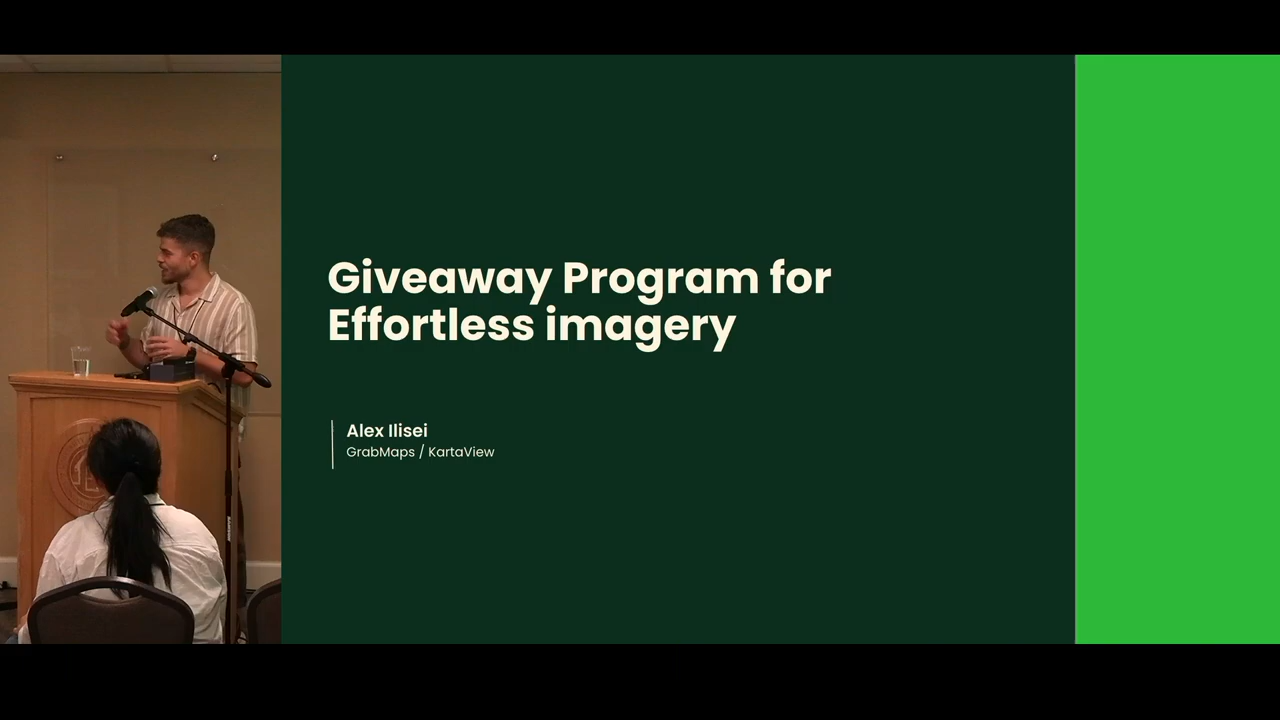 Giveaway Program for
Effortless imagery
Alex Ilisei
GrabMaps / KartaView